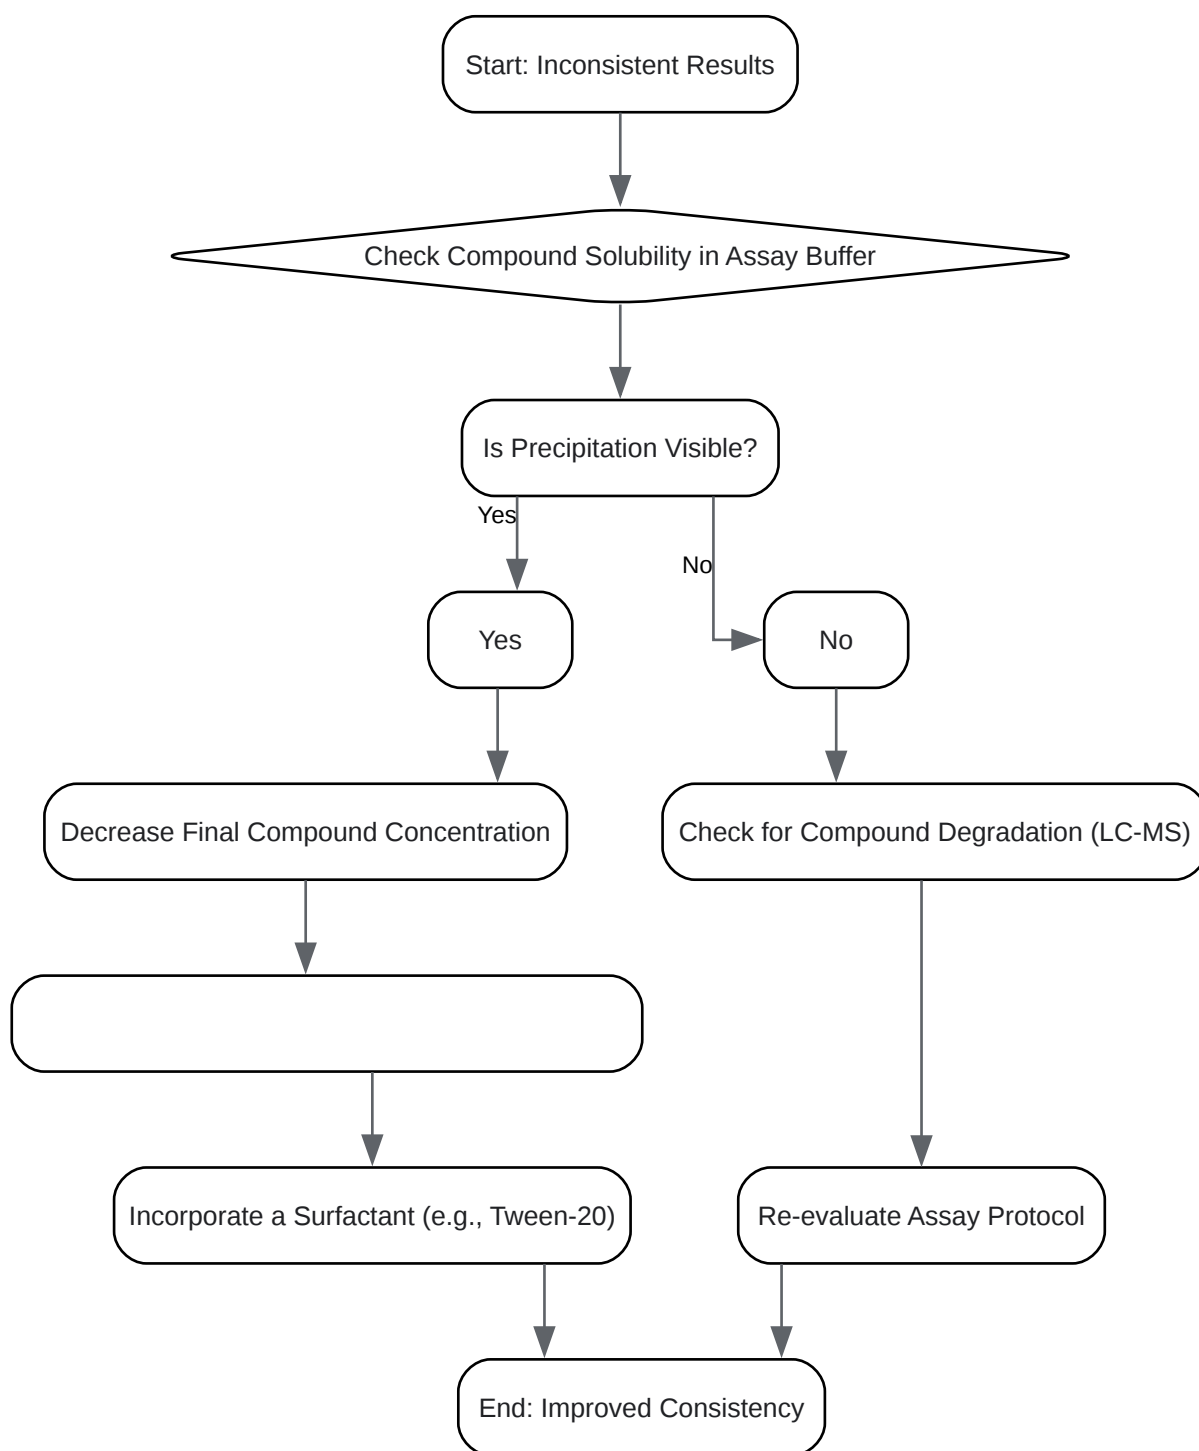 Start: Inconsistent Results
Check Compound Solubility in Assay Buffer
Is Precipitation Visible?
Yes
No
Yes
No
Decrease Final Compound Concentration
Check for Compound Degradation (LC-MS)
Incorporate a Surfactant (e.g., Tween-20)
Re-evaluate Assay Protocol
End: Improved Consistency